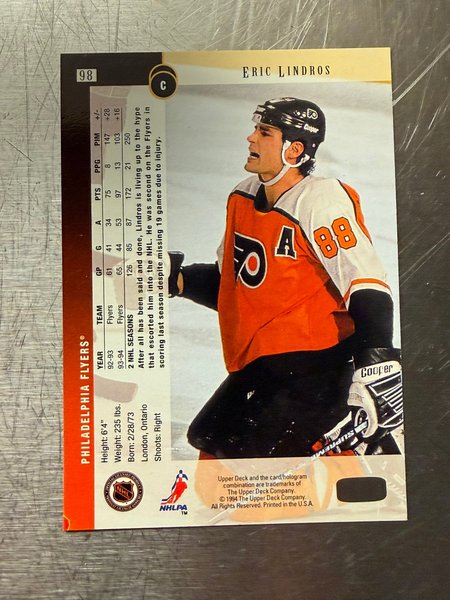 98
C
ERIC LINDROS
Cooper
A
88
Cooper
PHILADELPHIA FLYERS®
Height: 6'4"
Weight: 235 lbs.
Born: 2/28/73
London, Ontario
Shoots: Right
YEAR TEAM GP G A PTS PPG PIM +/-
92-93 Flyers 61 41 34 75 8 147 +28
93-94 Flyers 65 44 53 97 13 103 +16
2 NHL SEASONS 126 85 87 172 21 250
After all has been said and done, Lindros is living up to the hype
that escorted him into the NHL. He was second on the Flyers in
scoring last season despite missing 19 games due to injury.
NHL
NHLPA
TM
Upper Deck and the card/hologram
combination are trademarks of
The Upper Deck Company.
© 1994 The Upper Deck Company.
All Rights Reserved. Printed in the U.S.A.